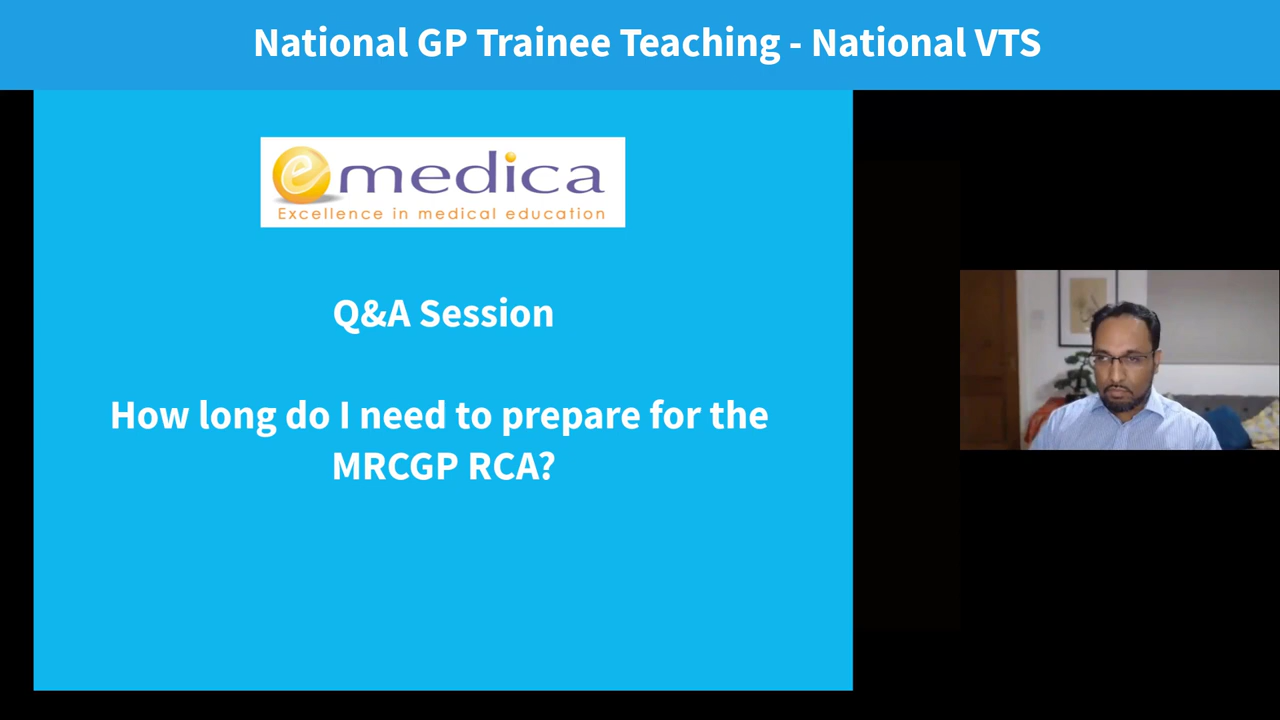 National GP Trainee Teaching - National VTS
e medica
Excellence in medical education
Q&A Session
How long do I need to prepare for the
MRCGP RCA?